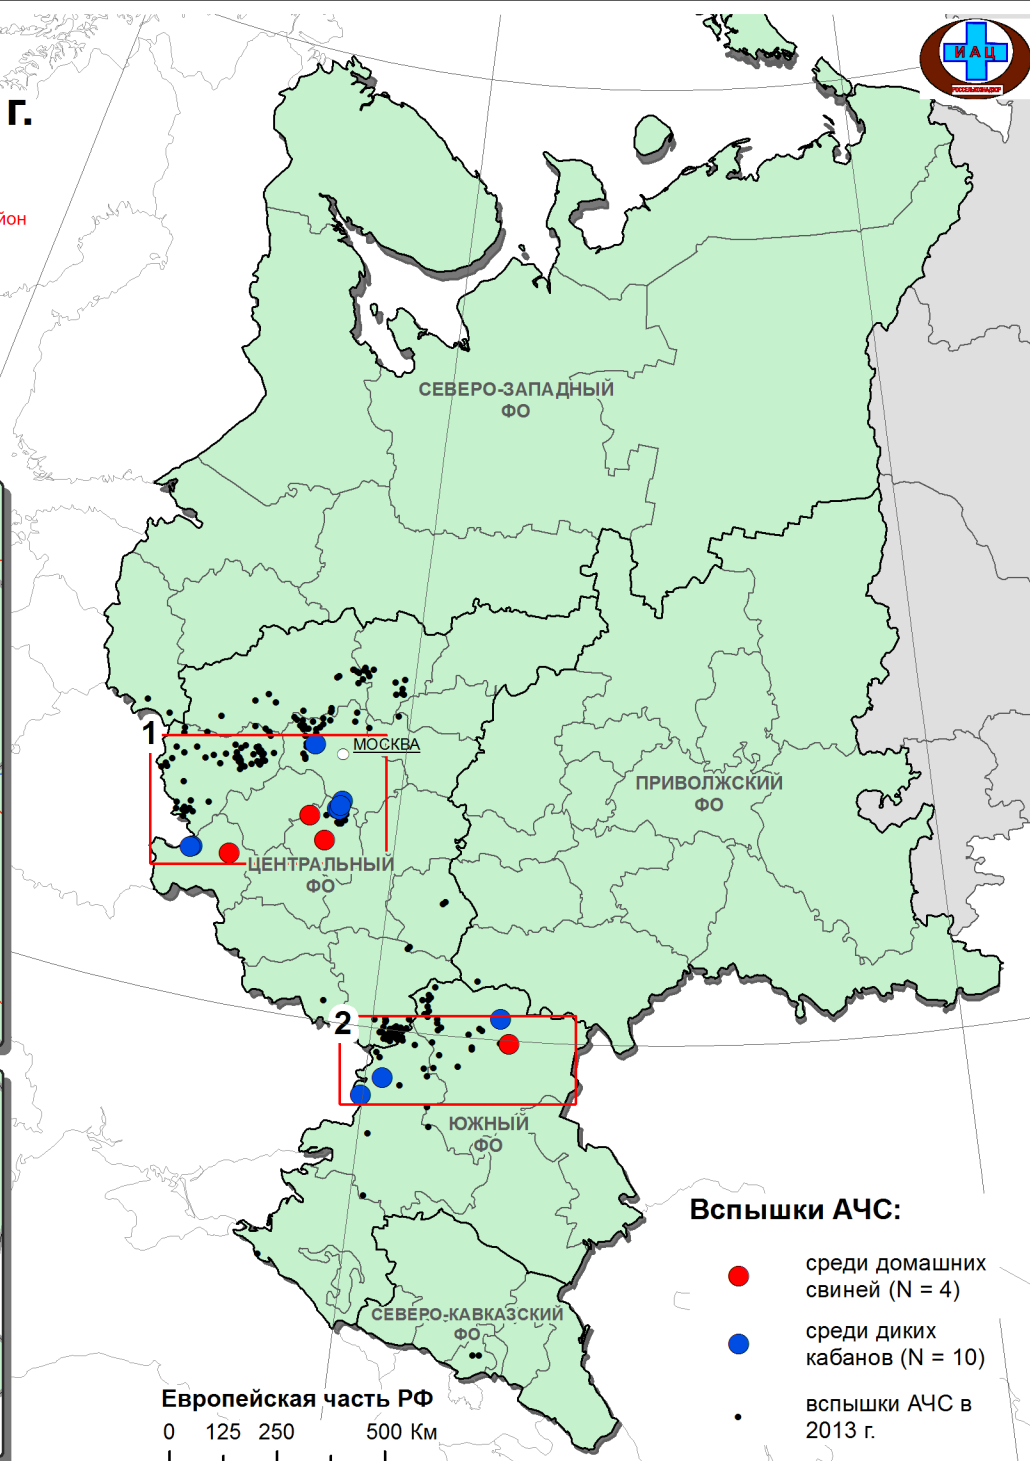 г.
ИАЦ
РОССЕЛЬХОЗНАДЗОР
йон
СЕВЕРО-ЗАПАДНЫЙ
ФО
1
МОСКВА
ПРИВОЛЖСКИЙ
ФО
ЦЕНТРАЛЬНЫЙ
ФО
2
ЮЖНЫЙ
ФО
Вспышки АЧС:
среди домашних
свиней (N = 4)
СЕВЕРО-КАВКАЗСКИЙ
ФО
среди диких
кабанов (N = 10)
вспышки АЧС в
2013 г.
Европейская часть РФ
0 125 250 500 Км